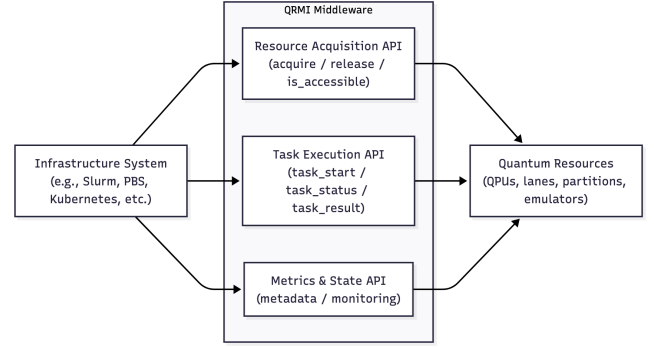 QRMI Middleware
Resource Acquisition API
(acquire / release /
is_accessible)
Infrastructure System
(e.g., Slurm, PBS,
Kubernetes, etc.)
Task Execution API
(task_start /
task_status /
task_result)
Quantum Resources
(QPUs, lanes, partitions,
emulators)
Metrics & State API
(metadata / monitoring)